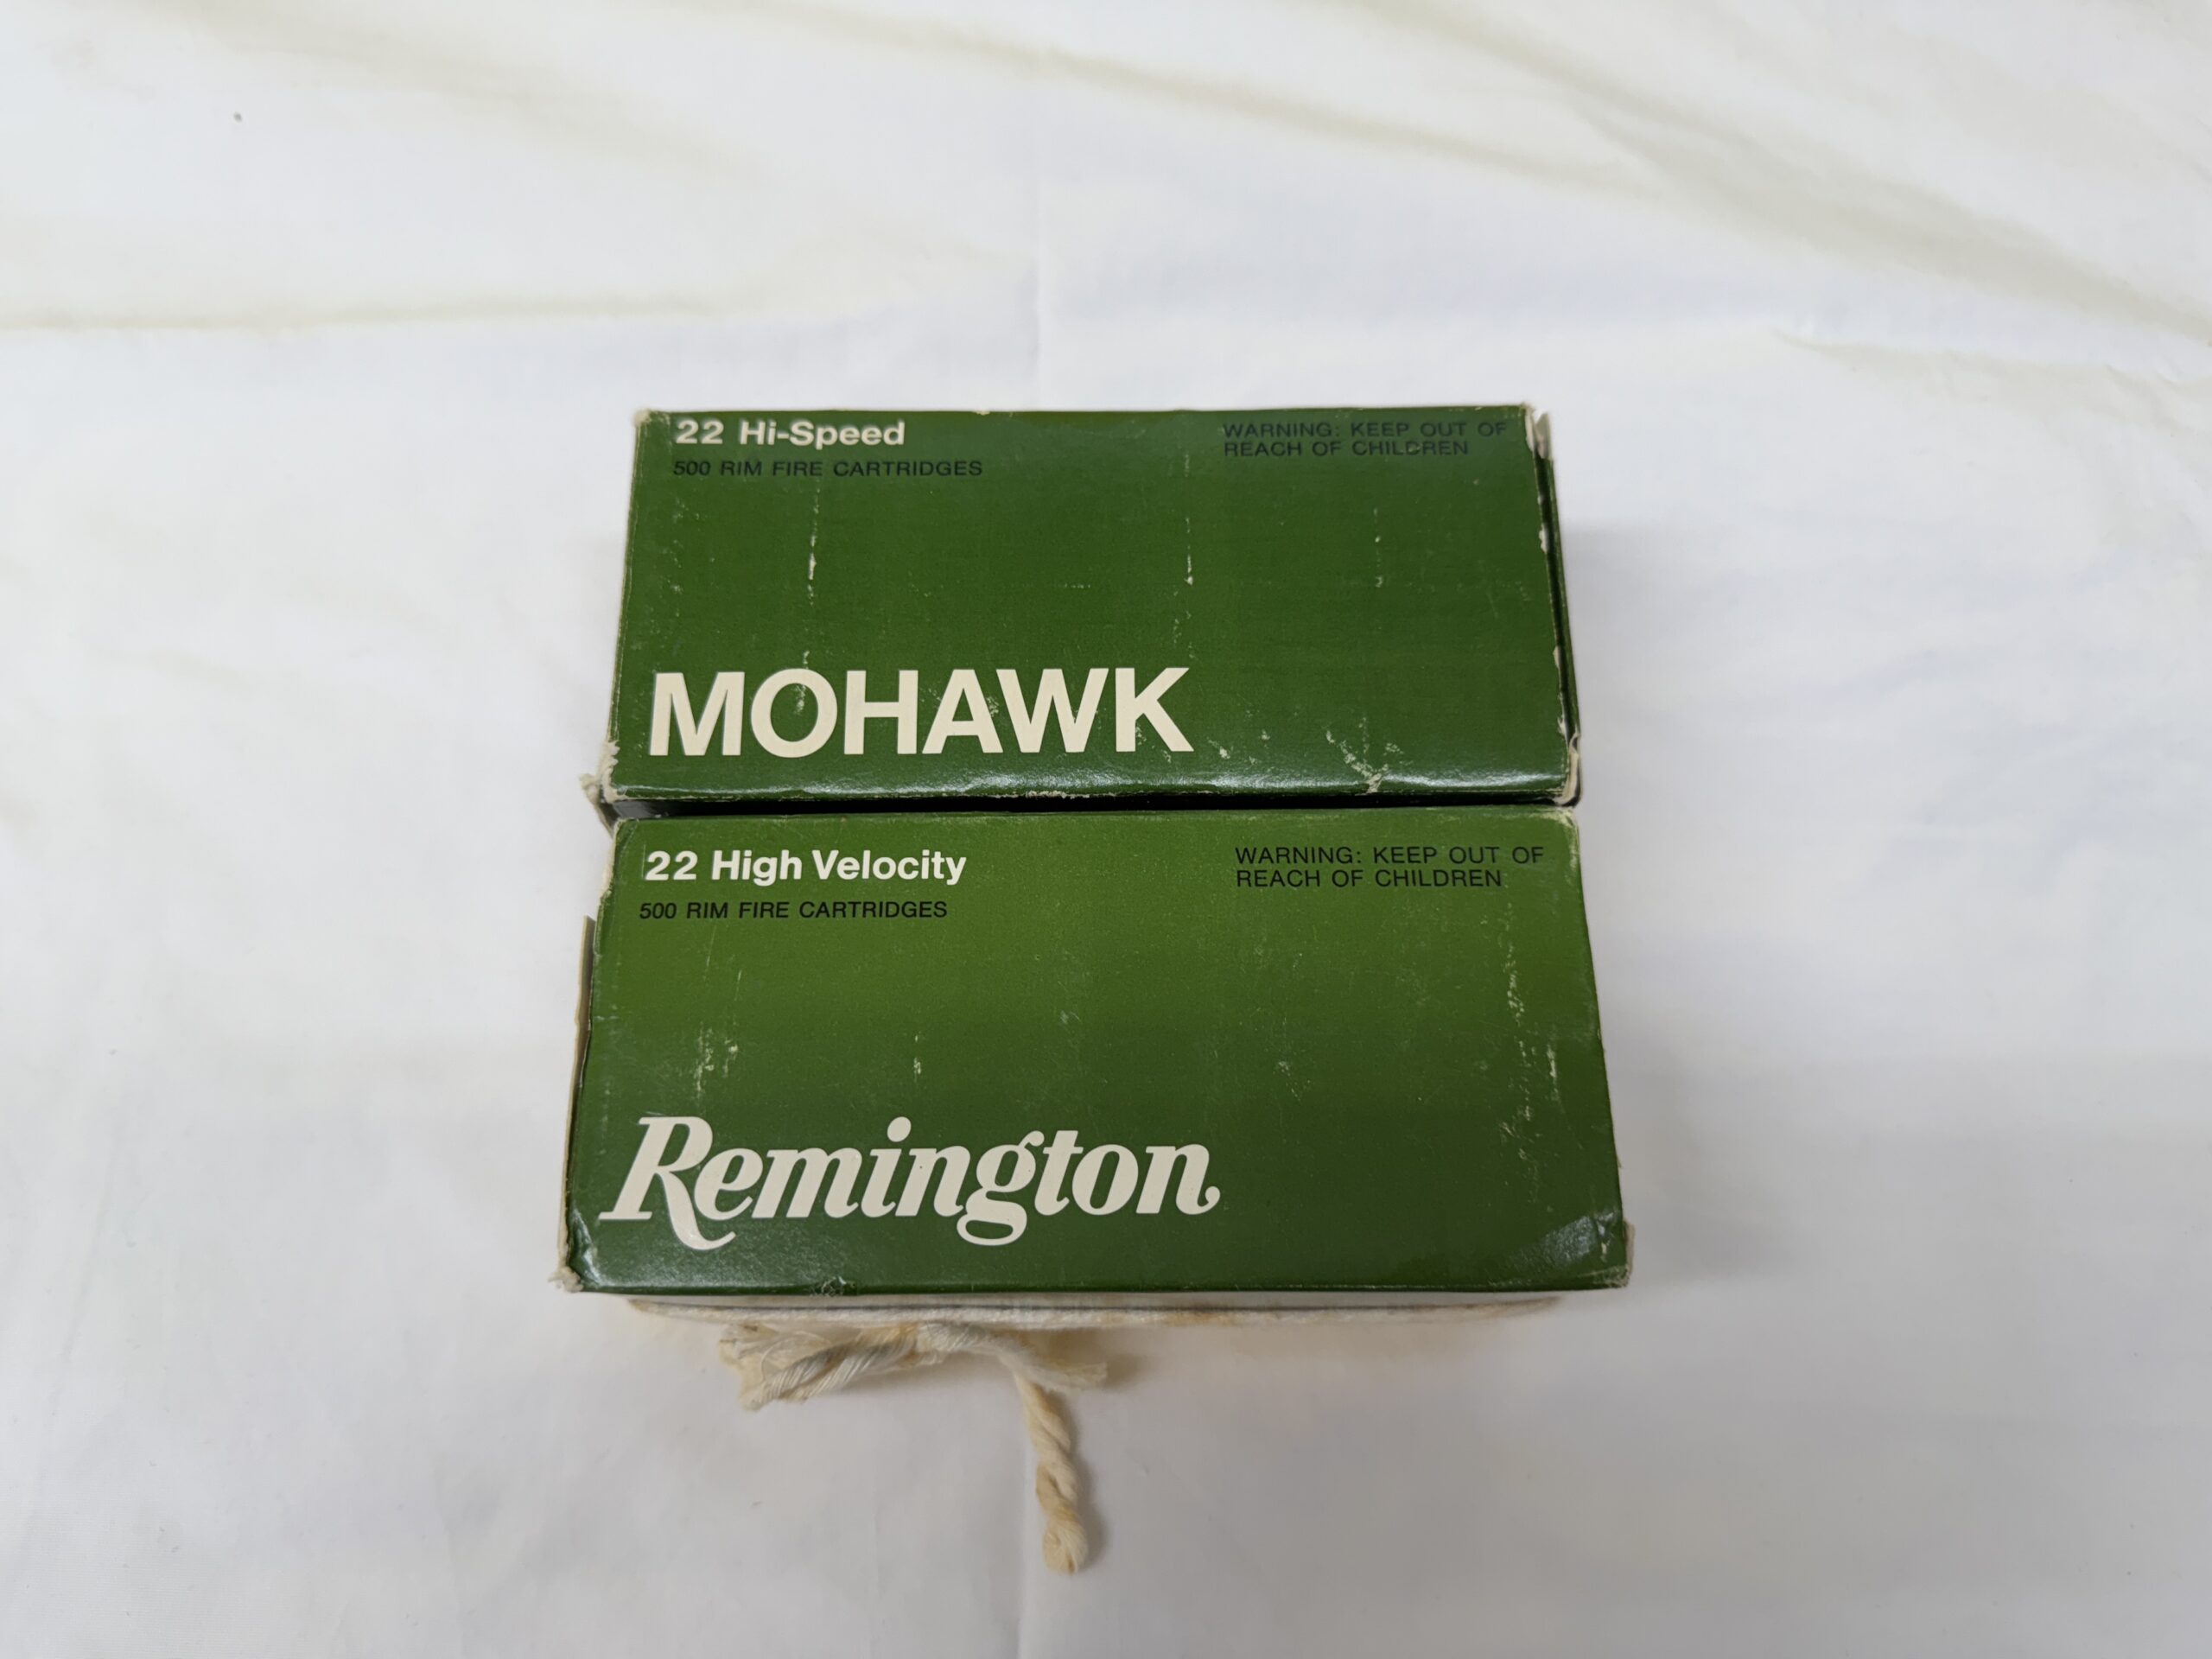 22 Hi-Speed
500 RIM FIRE CARTRIDGES
WARNING: KEEP OUT OF
REACH OF CHILDREN
MOHAWK
22 High Velocity
500 RIM FIRE CARTRIDGES
WARNING: KEEP OUT OF
REACH OF CHILDREN
Remington